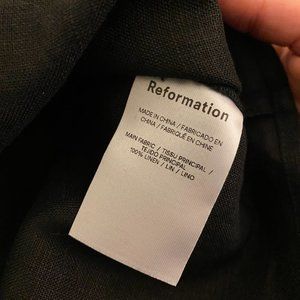 Reformation
MADE IN CHINA / FABRICADO EN
CHINA / FABRIQUÉ EN CHINE
MAIN FABRIC / TISSU PRINCIPAL /
TEJIDO PRINCIPAL
100% LINEN / LIN / LINO